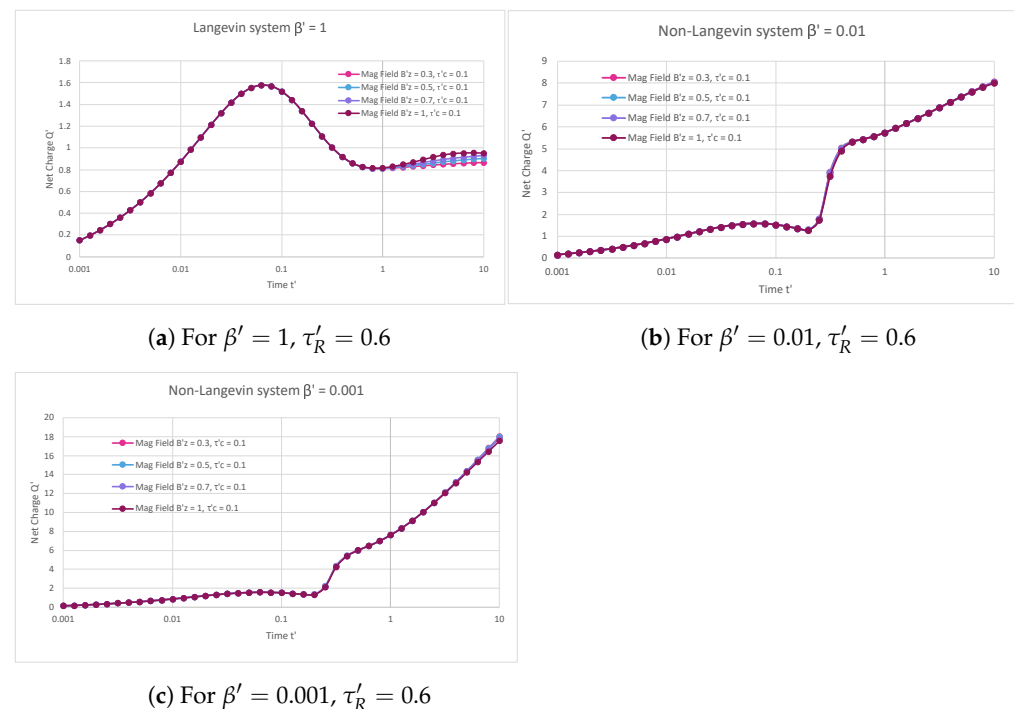 Langevin system β' = 1
Net Charge Q'
1.8
1.6
1.4
1.2
1
0.8
0.6
0.4
0.2
0
Mag Field B'z = 0.3, τ'c = 0.1
Mag Field B'z = 0.5, τ'c = 0.1
Mag Field B'z = 0.7, τ'c = 0.1
Mag Field B'z = 1, τ'c = 0.1
0.001 0.01 0.1 1 10
Time t'
(a) For β′ = 1, τ′R = 0.6
Non-Langevin system β' = 0.01
Net Charge Q'
9
8
7
6
5
4
3
2
1
0
Mag Field B'z = 0.3, τ'c = 0.1
Mag Field B'z = 0.5, τ'c = 0.1
Mag Field B'z = 0.7, τ'c = 0.1
Mag Field B'z = 1, τ'c = 0.1
0.001 0.01 0.1 1 10
Time t'
(b) For β′ = 0.01, τ′R = 0.6
Non-Langevin system β' = 0.001
Net Charge Q'
20
18
16
14
12
10
8
6
4
2
0
Mag Field B'z = 0.3, τ'c = 0.1
Mag Field B'z = 0.5, τ'c = 0.1
Mag Field B'z = 0.7, τ'c = 0.1
Mag Field B'z = 1, τ'c = 0.1
0.001 0.01 0.1 1 10
Time t'
(c) For β′ = 0.001, τ′R = 0.6